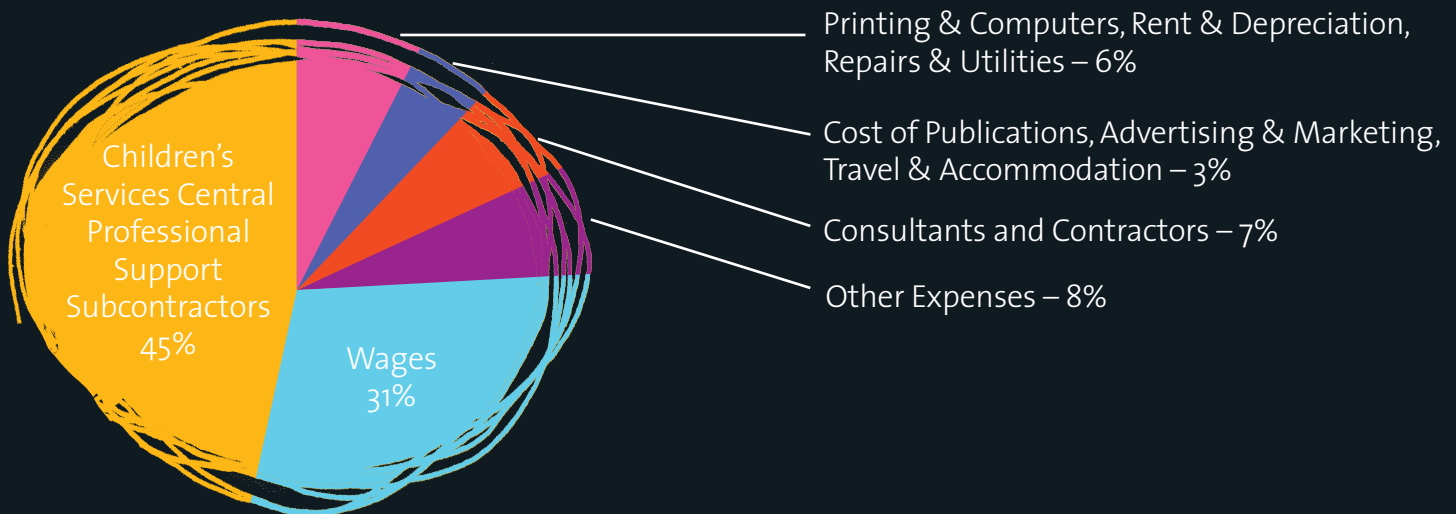 Printing & Computers, Rent & Depreciation,
Repairs & Utilities – 6%
Cost of Publications, Advertising & Marketing,
Travel & Accommodation – 3%
Consultants and Contractors – 7%
Other Expenses – 8%
Children's
Services Central
Professional
Support
Subcontractors
45%
Wages
31%